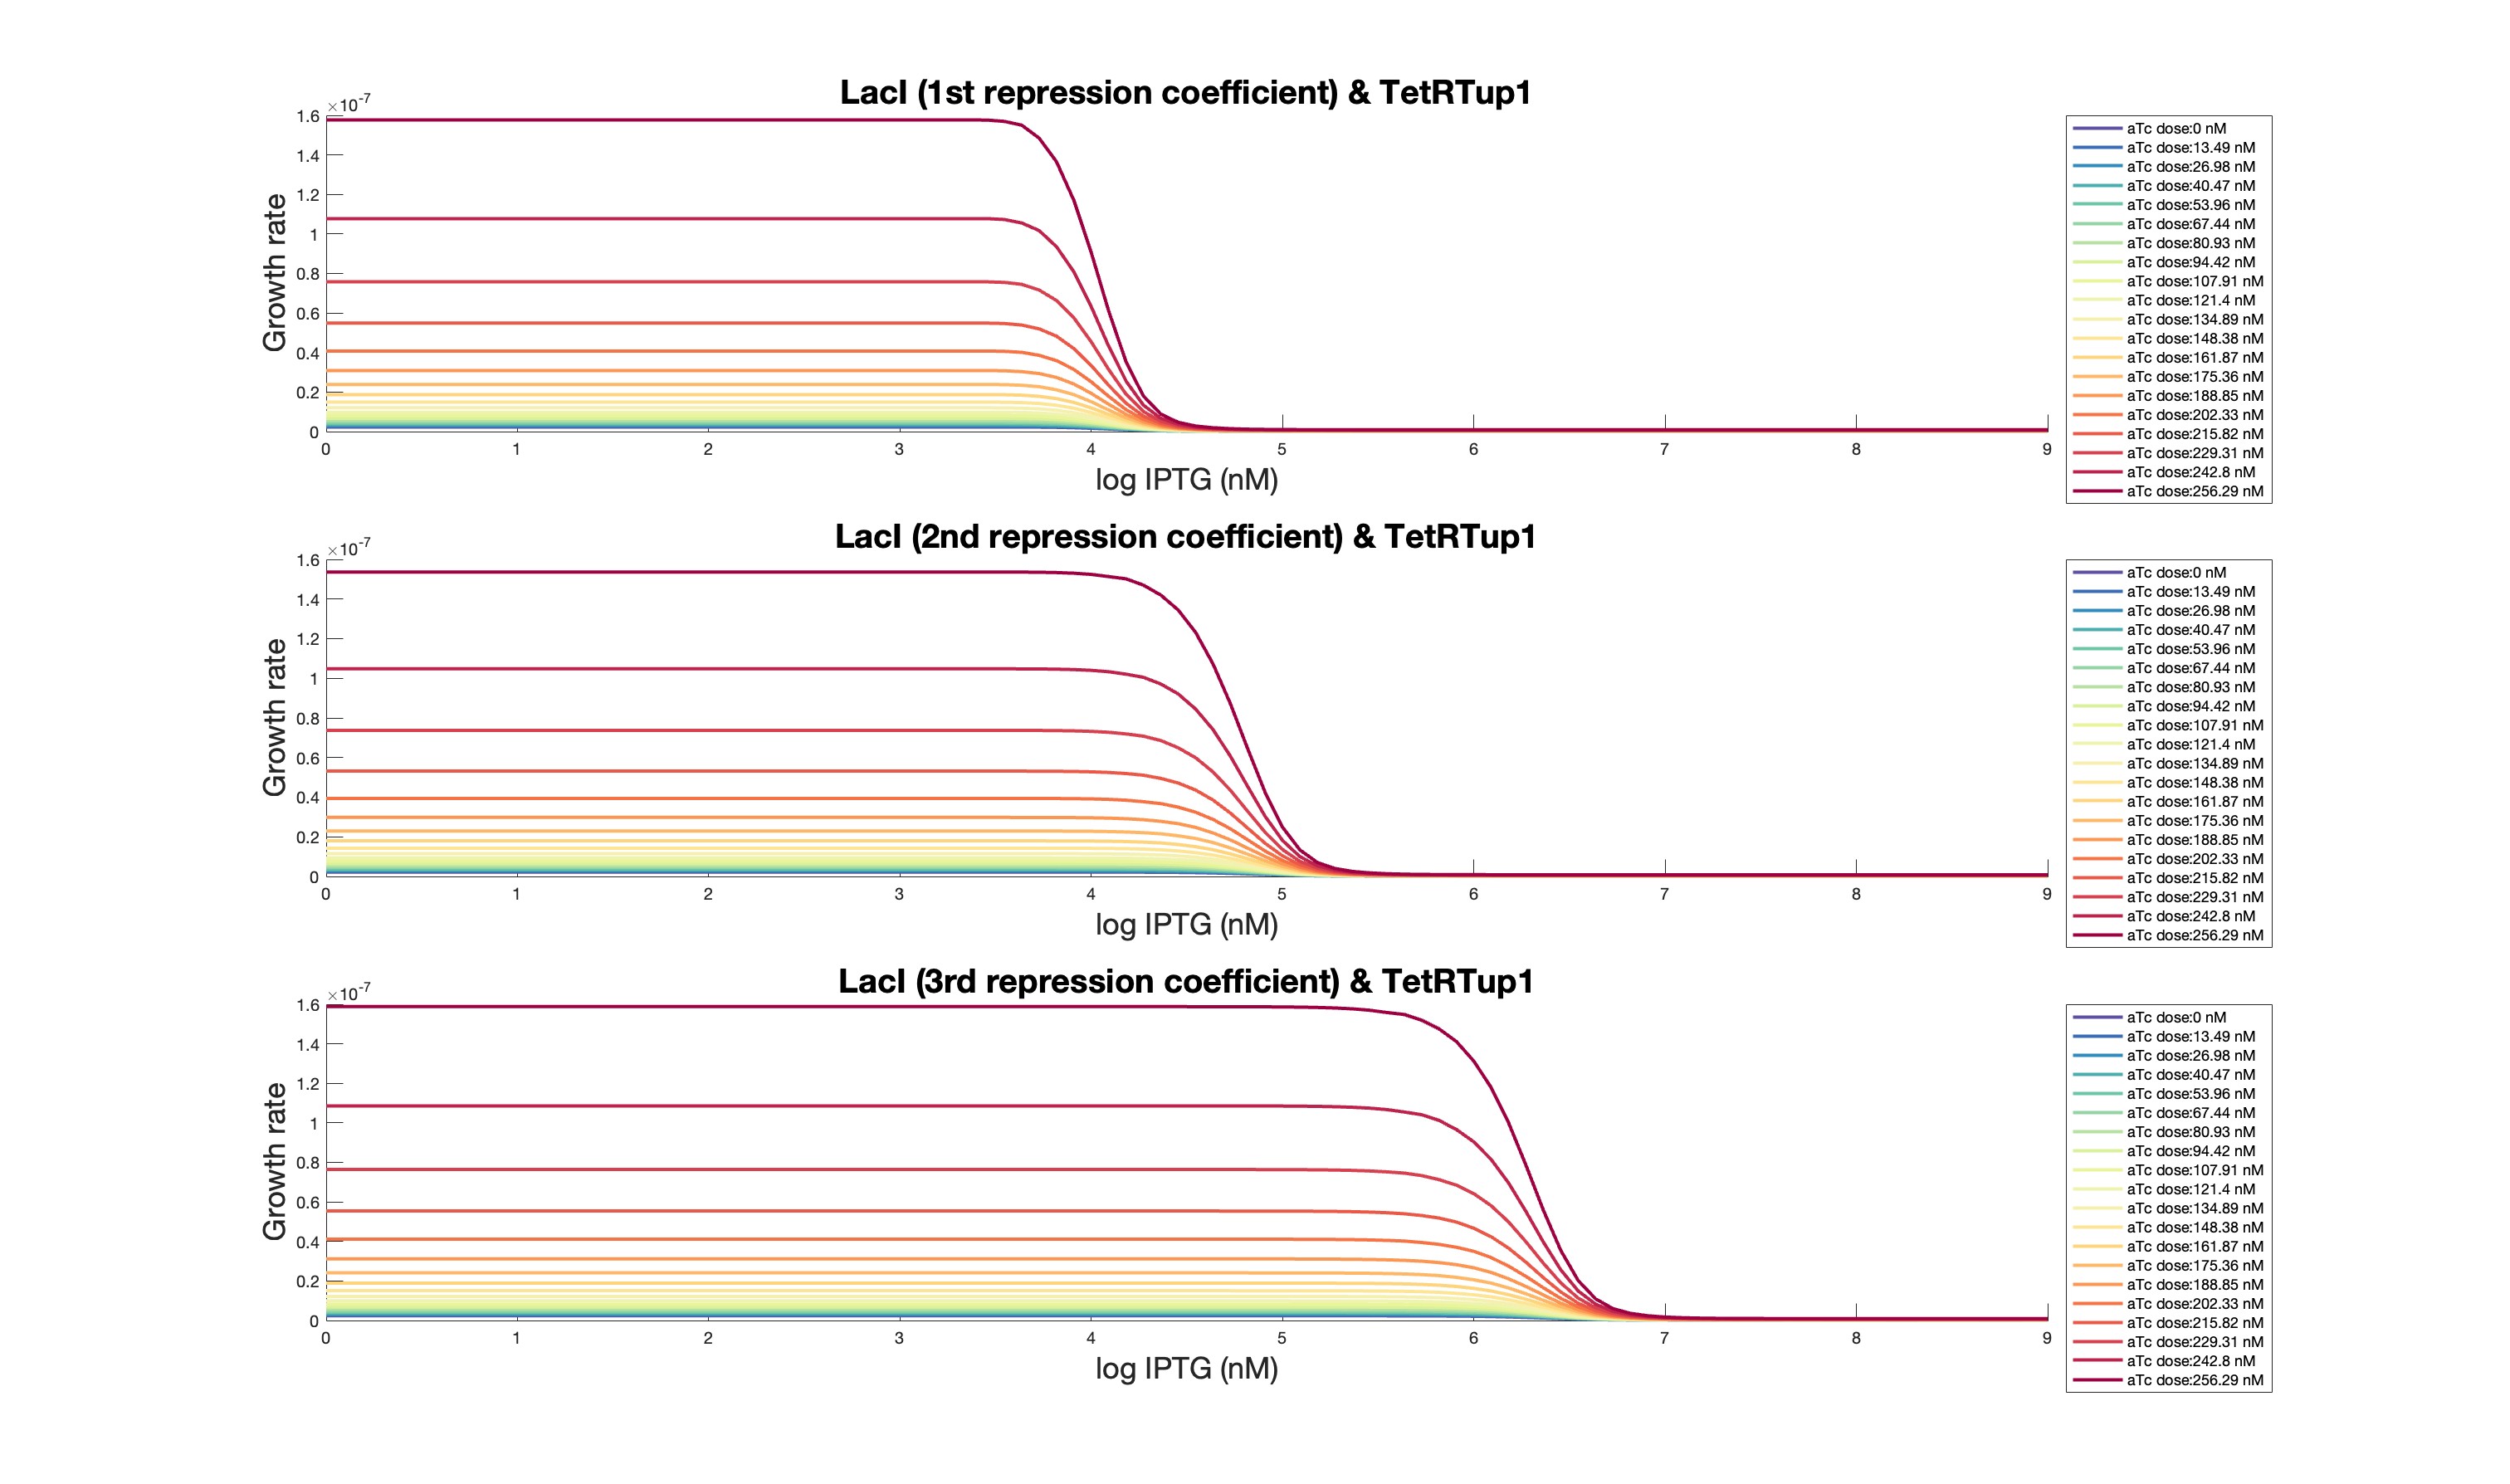 LacI (1st repression coefficient) & TetRTup1
×10-7
1.6
1.4
1.2
1
0.8
0.6
0.4
0.2
0
Growth rate
0 1 2 3 4 5 6 7 8 9
log IPTG (nM)
aTc dose:0 nM
aTc dose:13.49 nM
aTc dose:26.98 nM
aTc dose:40.47 nM
aTc dose:53.96 nM
aTc dose:67.44 nM
aTc dose:80.93 nM
aTc dose:94.42 nM
aTc dose:107.91 nM
aTc dose:121.4 nM
aTc dose:134.89 nM
aTc dose:148.38 nM
aTc dose:161.87 nM
aTc dose:175.36 nM
aTc dose:188.85 nM
aTc dose:202.33 nM
aTc dose:215.82 nM
aTc dose:229.31 nM
aTc dose:242.8 nM
aTc dose:256.29 nM
LacI (2nd repression coefficient) & TetRTup1
×10-7
1.6
1.4
1.2
1
0.8
0.6
0.4
0.2
0
Growth rate
0 1 2 3 4 5 6 7 8 9
log IPTG (nM)
aTc dose:0 nM
aTc dose:13.49 nM
aTc dose:26.98 nM
aTc dose:40.47 nM
aTc dose:53.96 nM
aTc dose:67.44 nM
aTc dose:80.93 nM
aTc dose:94.42 nM
aTc dose:107.91 nM
aTc dose:121.4 nM
aTc dose:134.89 nM
aTc dose:148.38 nM
aTc dose:161.87 nM
aTc dose:175.36 nM
aTc dose:188.85 nM
aTc dose:202.33 nM
aTc dose:215.82 nM
aTc dose:229.31 nM
aTc dose:242.8 nM
aTc dose:256.29 nM
LacI (3rd repression coefficient) & TetRTup1
×10-7
1.6
1.4
1.2
1
0.8
0.6
0.4
0.2
0
Growth rate
0 1 2 3 4 5 6 7 8 9
log IPTG (nM)
aTc dose:0 nM
aTc dose:13.49 nM
aTc dose:26.98 nM
aTc dose:40.47 nM
aTc dose:53.96 nM
aTc dose:67.44 nM
aTc dose:80.93 nM
aTc dose:94.42 nM
aTc dose:107.91 nM
aTc dose:121.4 nM
aTc dose:134.89 nM
aTc dose:148.38 nM
aTc dose:161.87 nM
aTc dose:175.36 nM
aTc dose:188.85 nM
aTc dose:202.33 nM
aTc dose:215.82 nM
aTc dose:229.31 nM
aTc dose:242.8 nM
aTc dose:256.29 nM